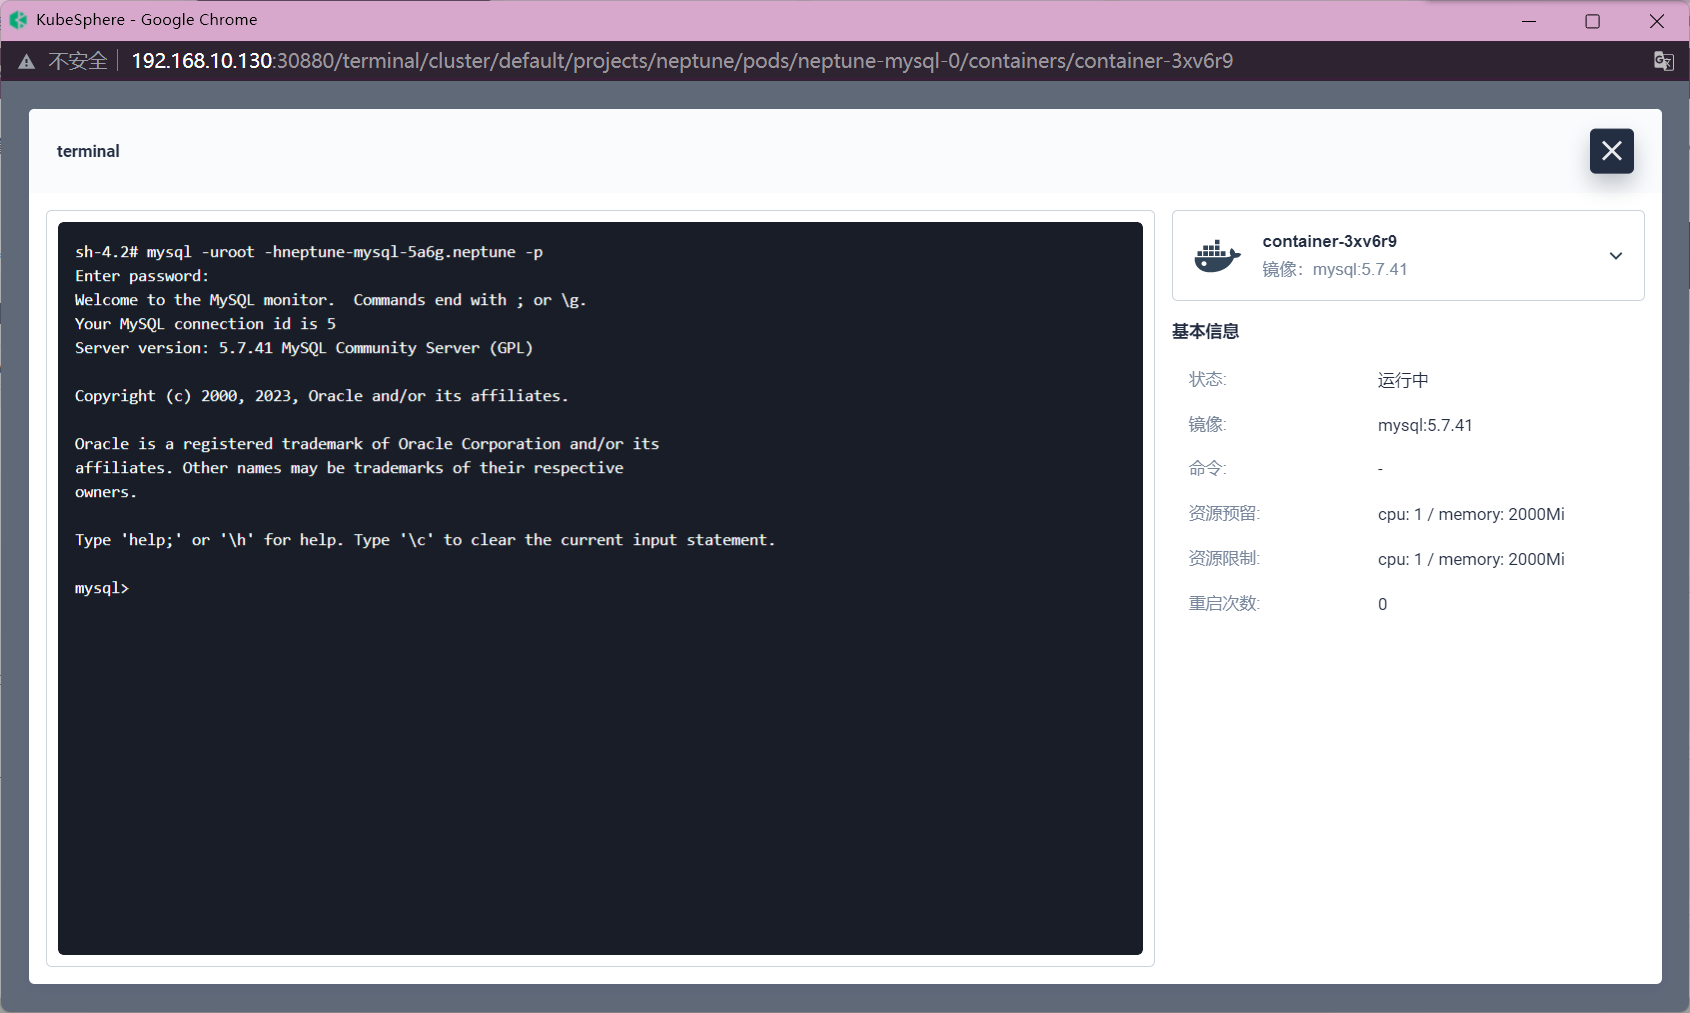 KubeSphere - Google Chrome
不安全 192.168.10.130:30880/terminal/cluster/default/projects/neptune/pods/neptune-mysql-0/containers/container-3xv6r9
terminal
sh-4.2# mysql -uroot -hneptune-mysql-5a6g.neptune -p
Enter password:
Welcome to the MySQL monitor.  Commands end with ; or \g.
Your MySQL connection id is 5
Server version: 5.7.41 MySQL Community Server (GPL)
Copyright (c) 2000, 2023, Oracle and/or its affiliates.
Oracle is a registered trademark of Oracle Corporation and/or its
affiliates. Other names may be trademarks of their respective
owners.
Type 'help;' or '\h' for help. Type '\c' to clear the current input statement.
mysql>
container-3xv6r9
镜像：mysql:5.7.41
基本信息
状态: 运行中
镜像: mysql:5.7.41
命令: -
资源预留: cpu: 1 / memory: 2000Mi
资源限制: cpu: 1 / memory: 2000Mi
重启次数: 0